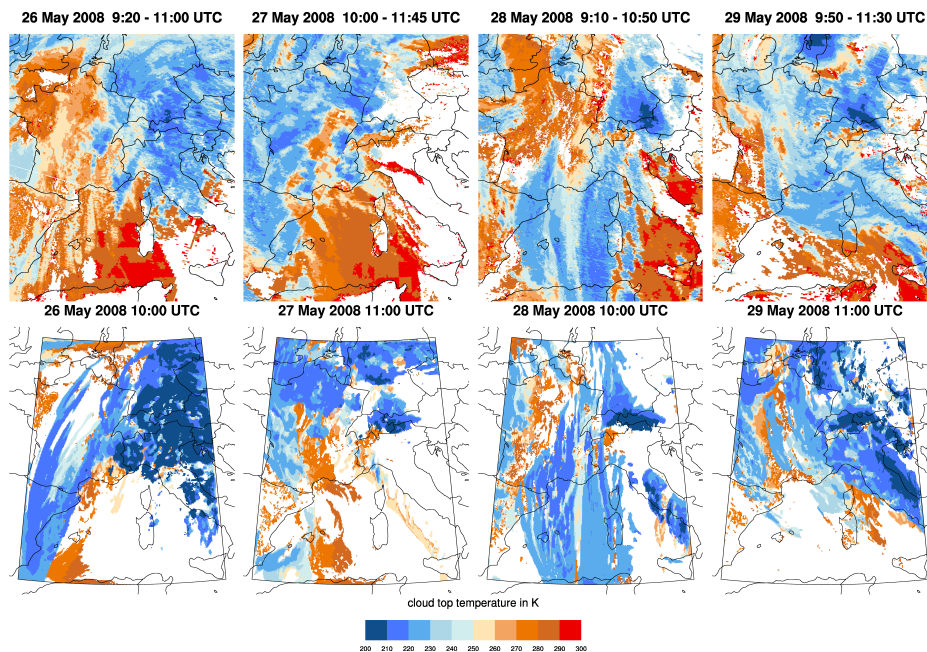 26 May 2008 9:20 - 11:00 UTC
27 May 2008 10:00 - 11:45 UTC
28 May 2008 9:10 - 10:50 UTC
29 May 2008 9:50 - 11:30 UTC
26 May 2008 10:00 UTC
27 May 2008 11:00 UTC
28 May 2008 10:00 UTC
29 May 2008 11:00 UTC
cloud top temperature in K
200 210 220 230 240 250 260 270 280 290 300